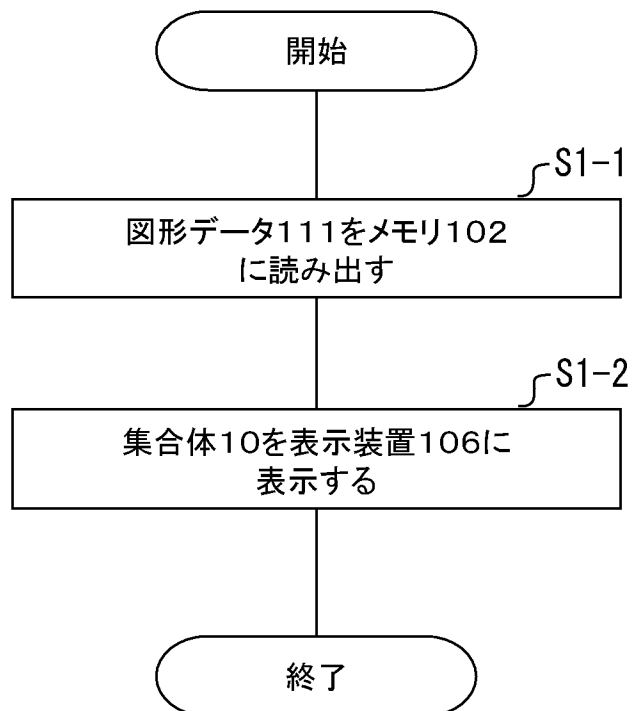 開始
S1-1
図形データ111をメモリ102
に読み出す
S1-2
集合体10を表示装置106に
表示する
終了